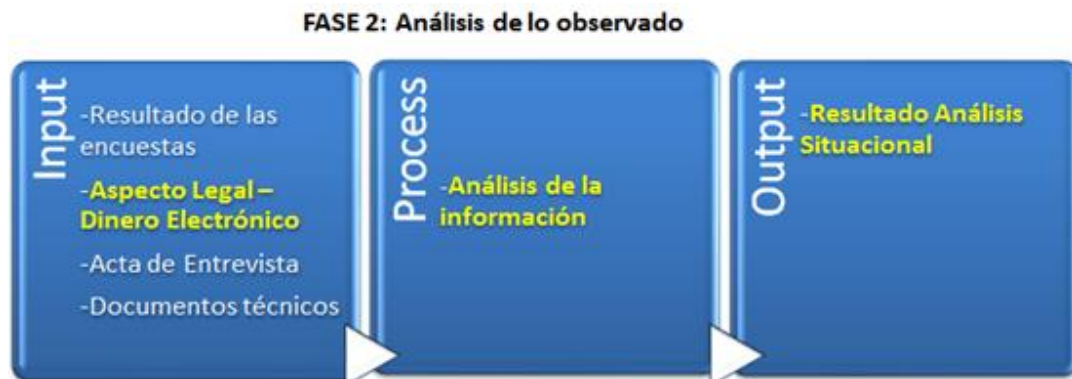 FASE 2: Análisis de lo observado
Input
-Resultado de las
encuestas
-Aspecto Legal –
Dinero Electrónico
-Acta de Entrevista
-Documentos técnicos
Process
-Análisis de la
información
Output
-Resultado Análisis
Situacional